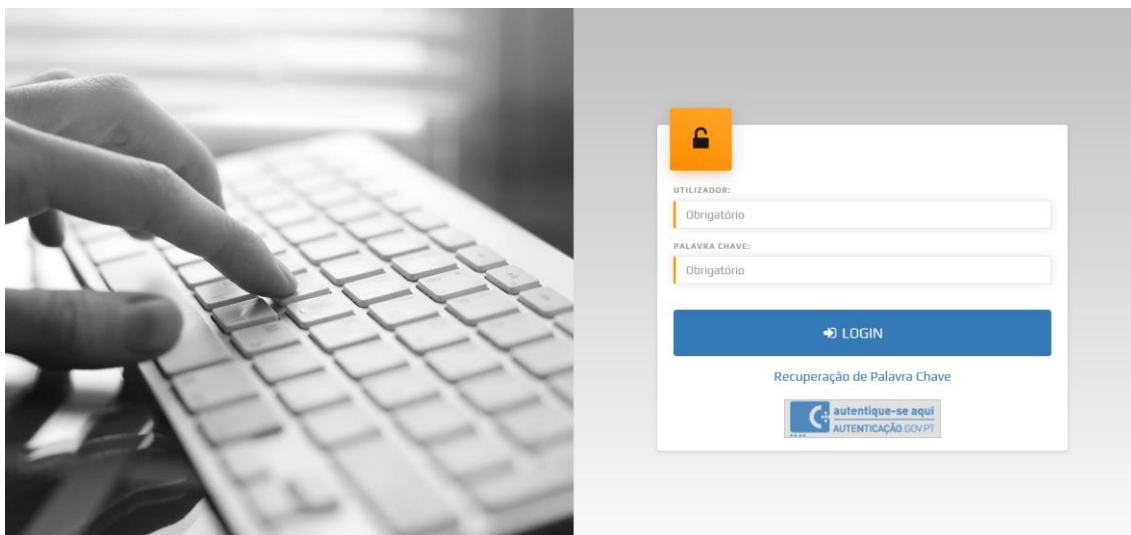 UTILIZADOR:
Obrigatório
PALAVRA CHAVE:
Obrigatório
LOGIN
Recuperação de Palavra Chave
autentique-se aqui
AUTENTICAÇÃO.GOV.PT